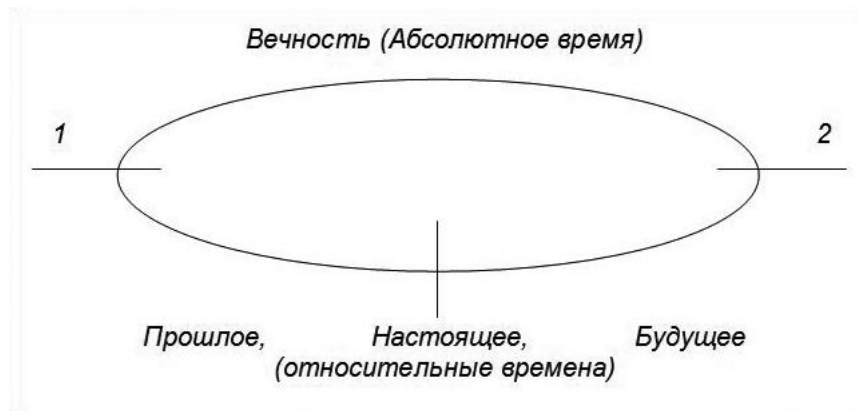 Вечность (Абсолютное время)
1 2
Прошлое, Настоящее, Будущее
(относительные времена)